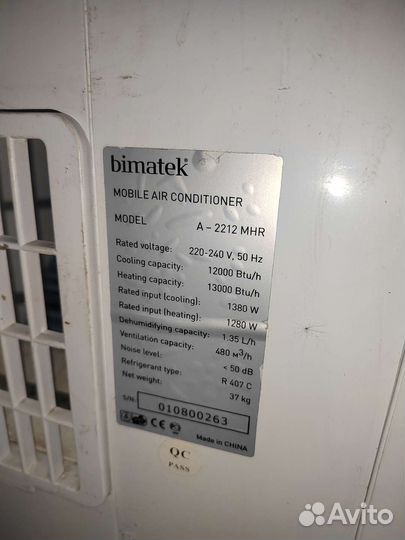 bimatek®
MOBILE AIR CONDITIONER
MODEL A – 2212 MHR
Rated voltage: 220-240 V, 50 Hz
Cooling capacity: 12000 Btu/h
Heating capacity: 13000 Btu/h
Rated input (cooling): 1380 W
Rated input (heating): 1280 W
Dehumidifying capacity: 1.35 L/h
Ventilation capacity: 480 м³/h
Noise level: < 50 dB
Refrigerant type: R 407 C
Net weight: 37 kg
S/N: 010800263
CE
Made in CHINA
QC
PASS
Avito